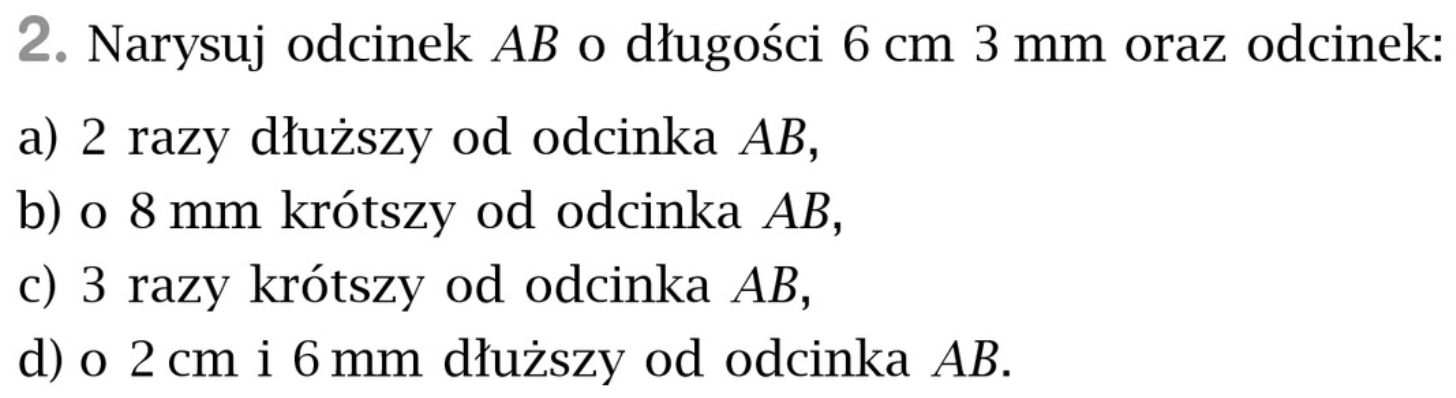 2. Narysuj odcinek AB o długości 6 cm 3 mm oraz odcinek:
a) 2 razy dłuższy od odcinka AB,
b) o 8 mm krótszy od odcinka AB,
c) 3 razy krótszy od odcinka AB,
d) o 2 cm i 6 mm dłuższy od odcinka AB.